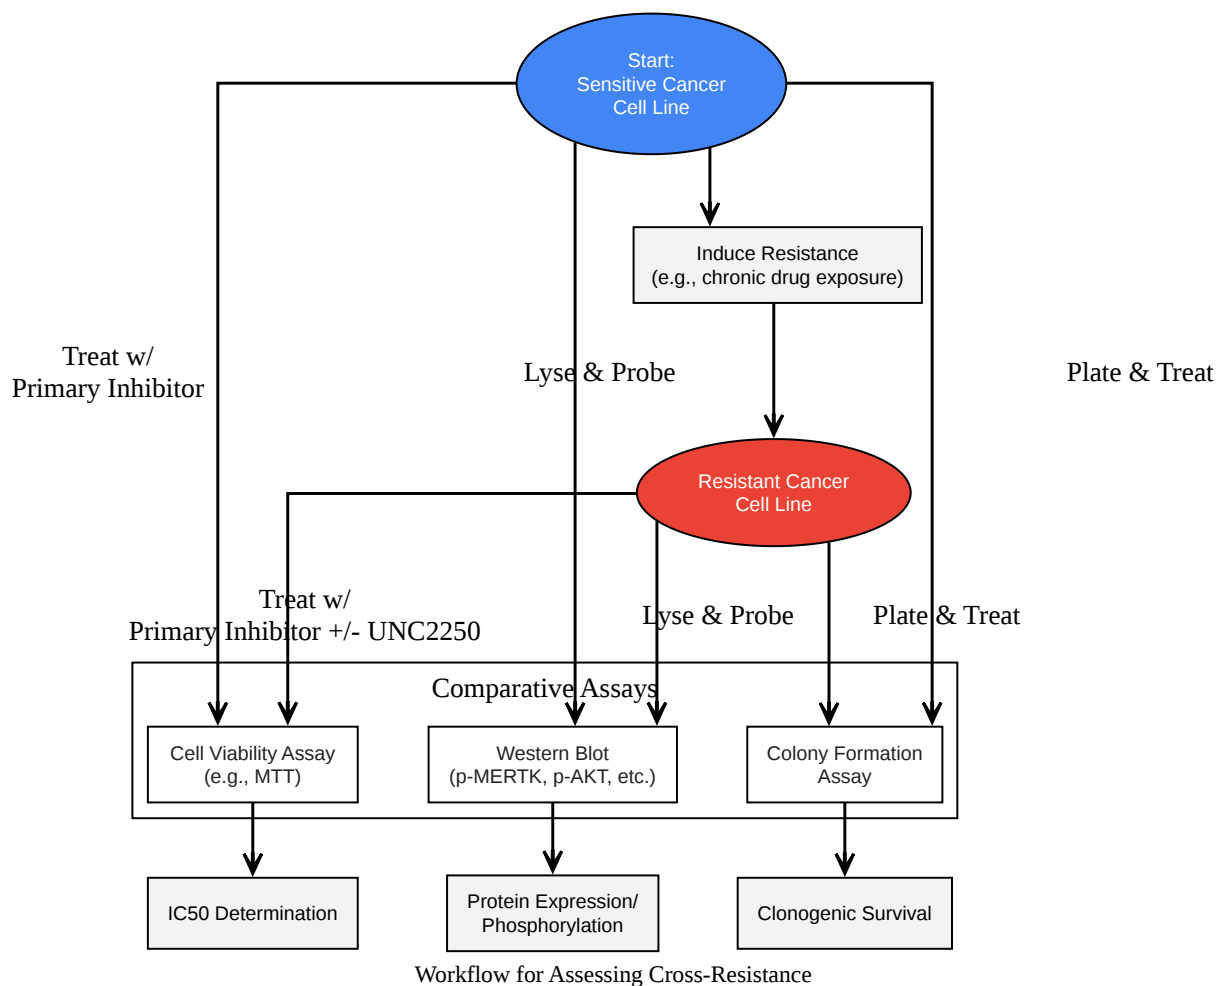 Start:
Sensitive Cancer
Cell Line
Induce Resistance
(e.g., chronic drug exposure)
Treat w/
Primary Inhibitor
Lyse & Probe
Plate & Treat
Resistant Cancer
Cell Line
Treat w/
Primary Inhibitor +/- UNC2250
Lyse & Probe
Plate & Treat
Comparative Assays
Cell Viability Assay
(e.g., MTT)
Western Blot
(p-MERTK, p-AKT, etc.)
Colony Formation
Assay
IC50 Determination
Protein Expression/
Phosphorylation
Clonogenic Survival
Workflow for Assessing Cross-Resistance